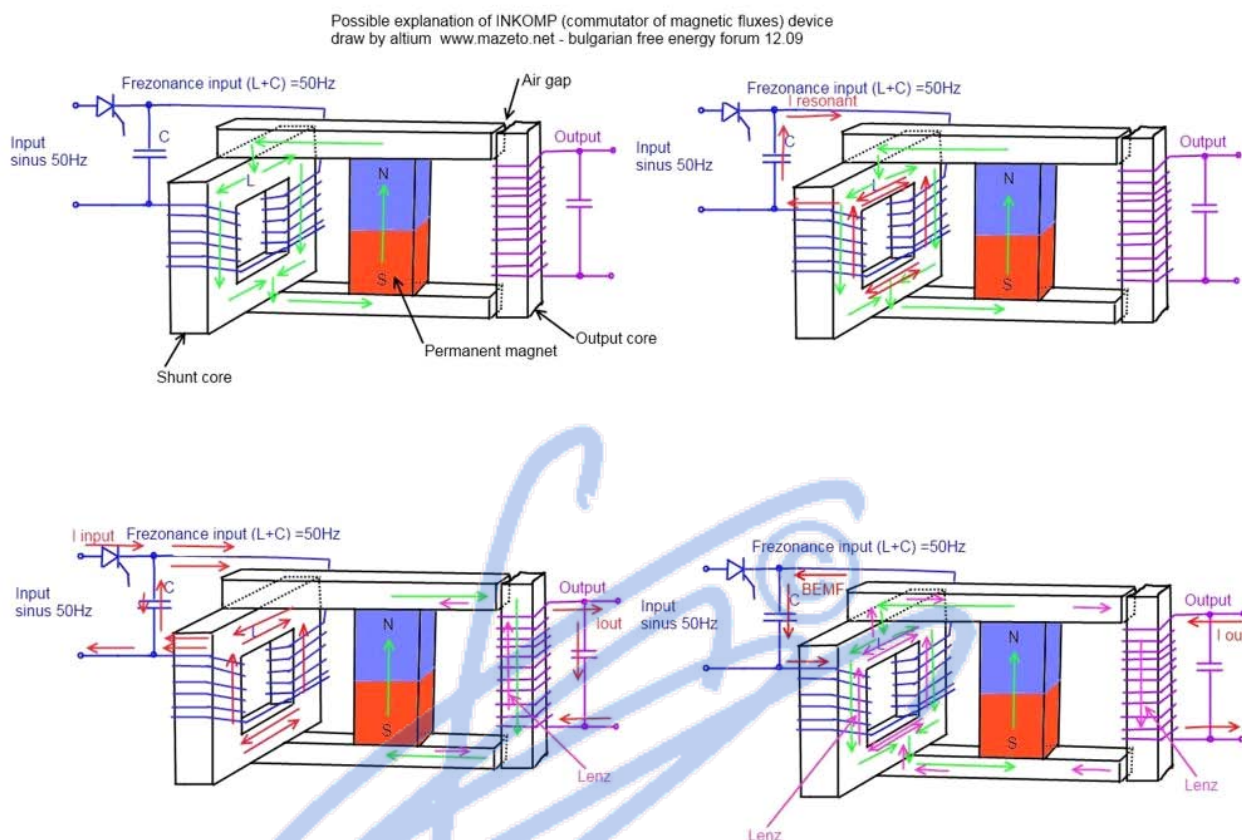 Possible explanation of INKOMP (commutator of magnetic fluxes) device
draw by altium www.mazeto.net - bulgarian free energy forum 12.09
Frezonance input (L+C) =50Hz
Air gap
Input
sinus 50Hz
C
L
N
S
Output
Output core
Permanent magnet
Shunt core
Frezonance input (L+C) =50Hz
I resonant
Input
sinus 50Hz
C
L
N
S
Output
I input
Frezonance input (L+C) =50Hz
Input
sinus 50Hz
C
L
N
S
Output
Iout
Lenz
Frezonance input (L+C) =50Hz
BEMF
Input
sinus 50Hz
C
L
N
S
Output
I out
Lenz
Lenz
©